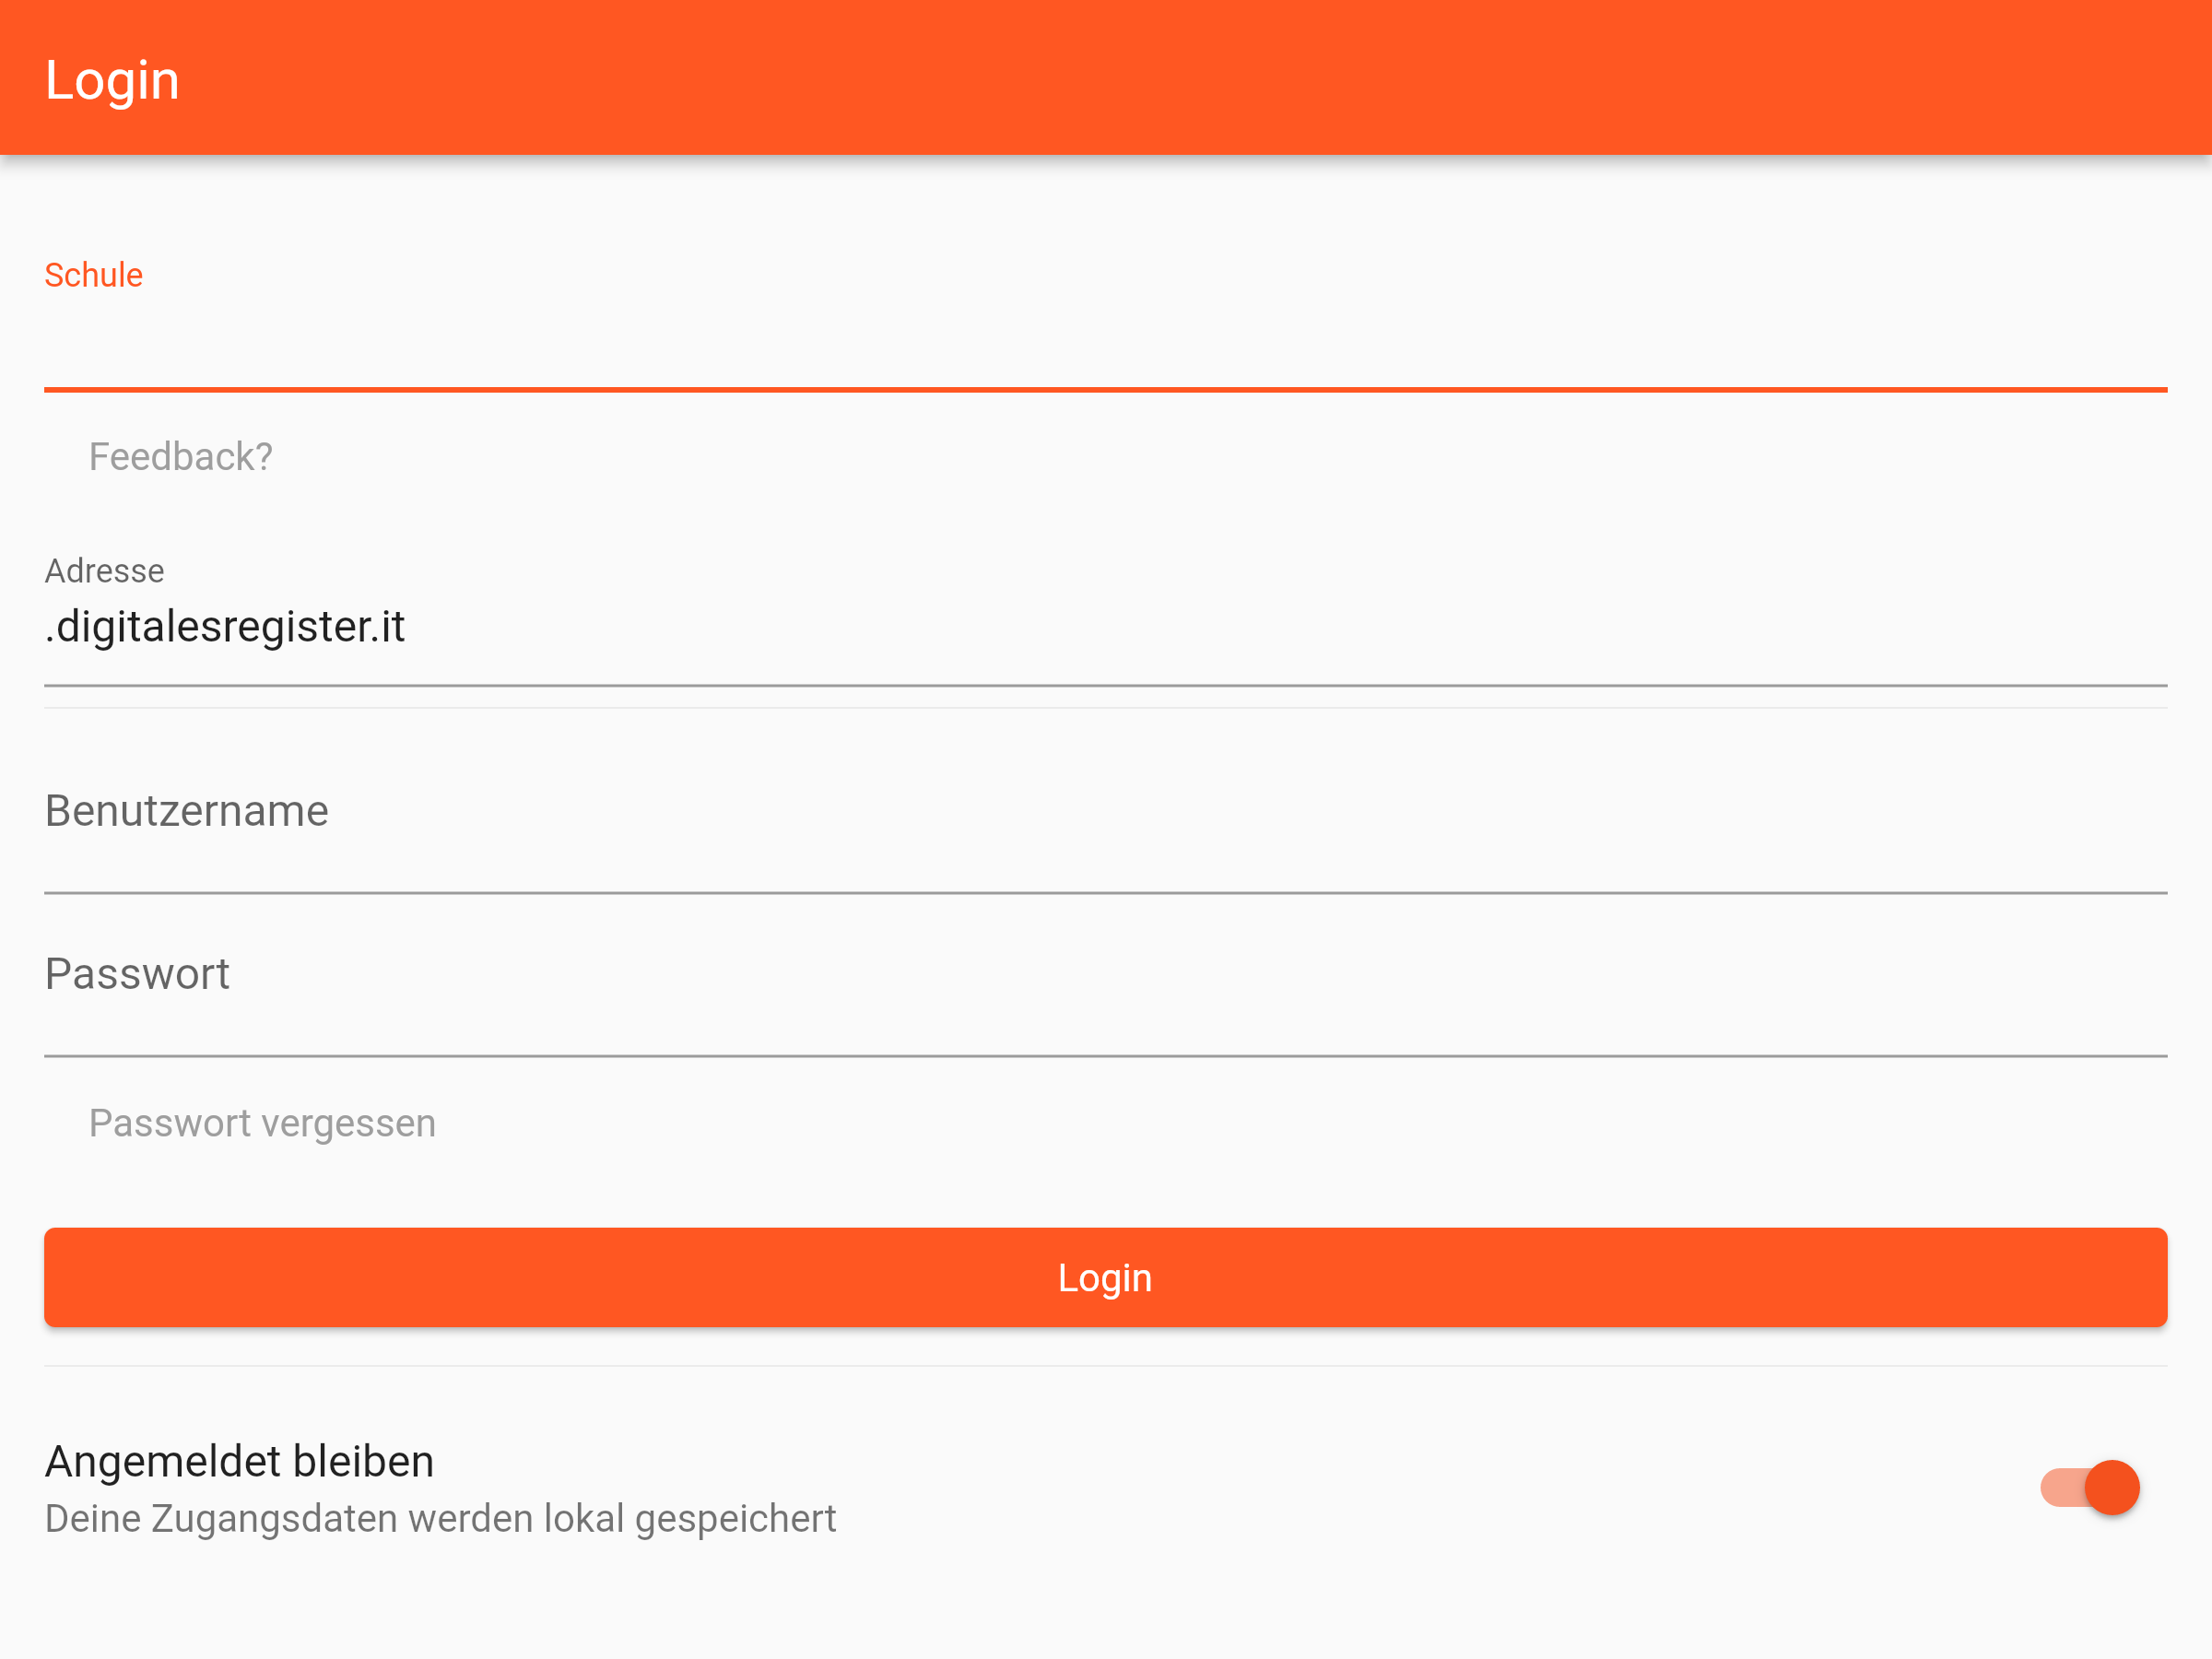 Login
Schule
Feedback?
Adresse
.digitalesregister.it
Benutzername
Passwort
Passwort vergessen
Login
Angemeldet bleiben
Deine Zugangsdaten werden lokal gespeichert